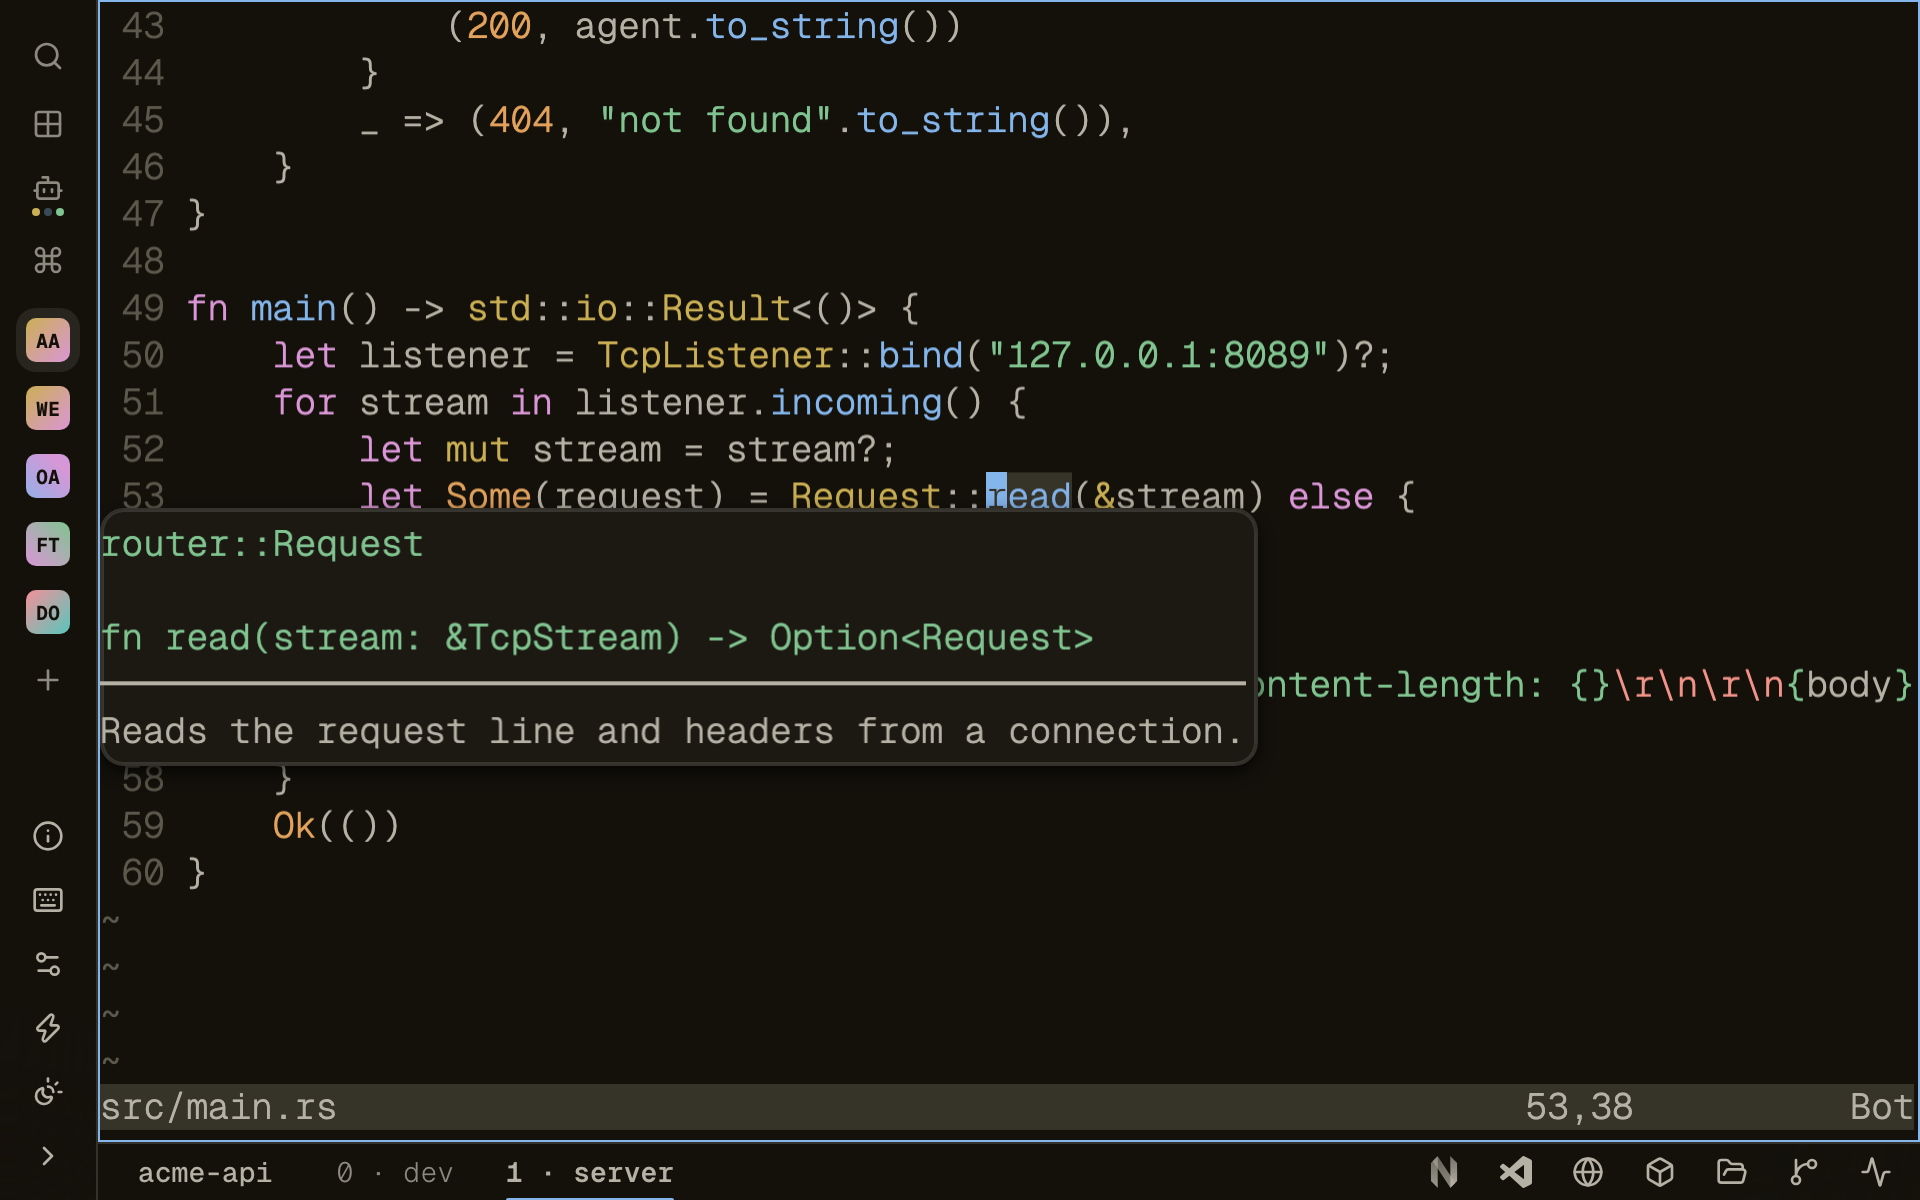 43             (200, agent.to_string())
44         }
45         _ => (404, "not found".to_string()),
46     }
47 }
48
49 fn main() -> std::io::Result<()> {
50     let listener = TcpListener::bind("127.0.0.1:8089")?;
51     for stream in listener.incoming() {
52         let mut stream = stream?;
53         let Some(request) = Request::read(&stream) else {
router::Request
fn read(stream: &TcpStream) -> Option<Request>
ontent-length: {}\r\n\r\n{body}
Reads the request line and headers from a connection.
58     }
59     Ok(())
60 }
~
~
~
~
src/main.rs 53,38 Bot
AA
WE
OA
FT
DO
acme-api 0 · dev 1 · server